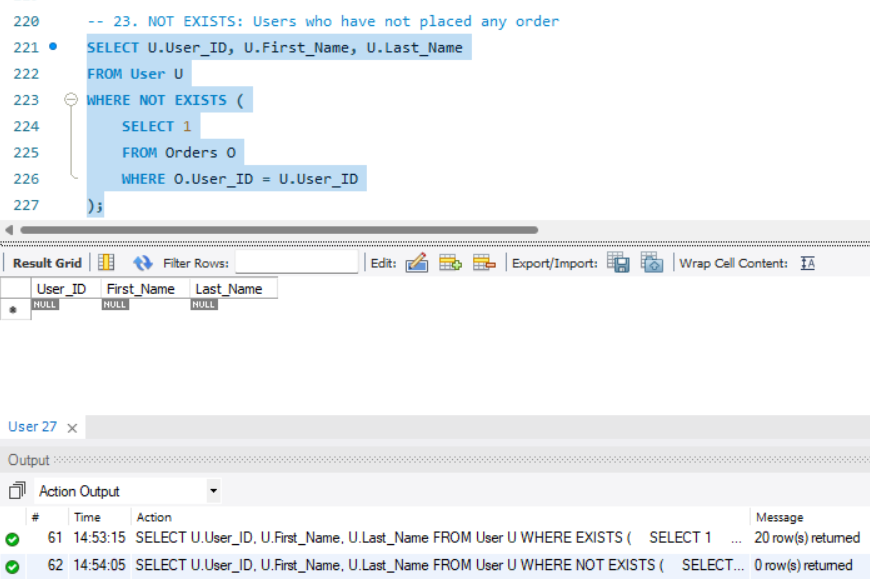 220 -- 23. NOT EXISTS: Users who have not placed any order
221 SELECT U.User_ID, U.First_Name, U.Last_Name
222 FROM User U
223 WHERE NOT EXISTS (
224 SELECT 1
225 FROM Orders O
226 WHERE O.User_ID = U.User_ID
227 );
Result Grid Filter Rows: Edit: Export/Import: Wrap Cell Content: IA
User_ID First_Name Last_Name
NULL NULL NULL
User 27
Output
Action Output
# Time Action Message
61 14:53:15 SELECT U.User_ID, U.First_Name, U.Last_Name FROM User U WHERE EXISTS ( SELECT 1 ... 20 row(s) returned
62 14:54:05 SELECT U.User_ID, U.First_Name, U.Last_Name FROM User U WHERE NOT EXISTS ( SELECT... 0 row(s) returned